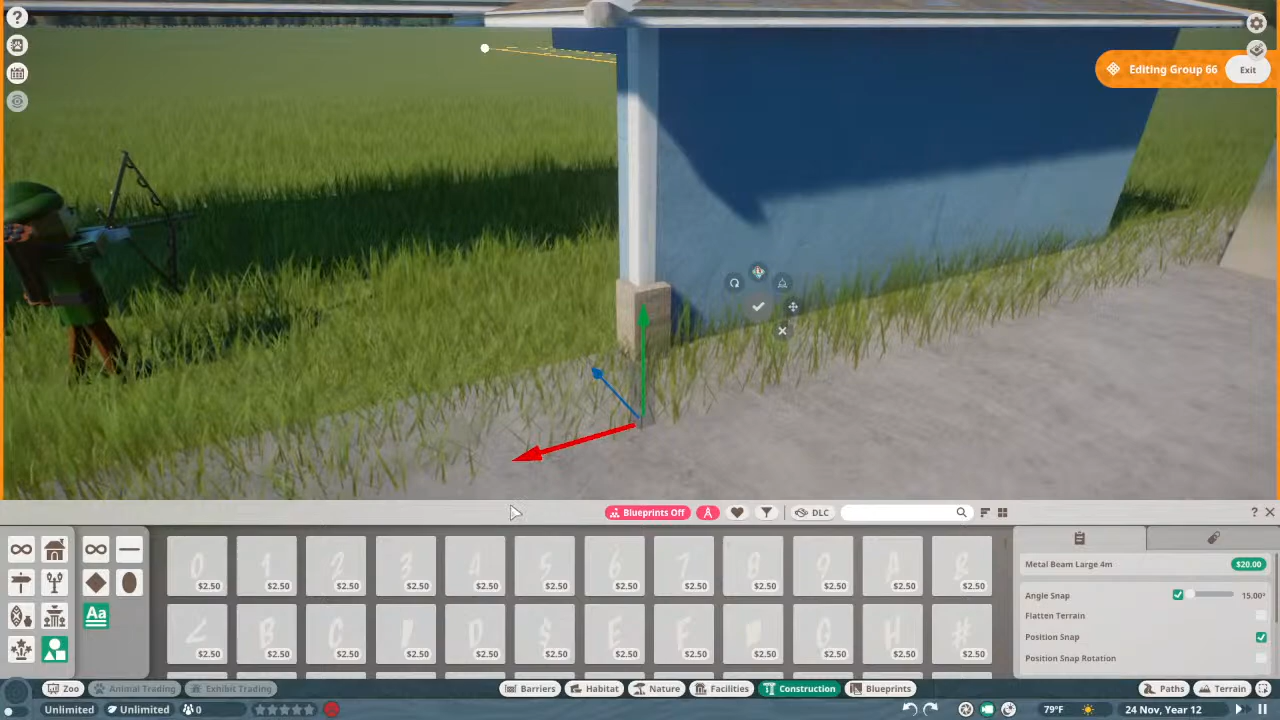 ?
Editing Group 66
Exit
Blueprints Off
DLC
?
Aa
$2.50 $2.50 $2.50 $2.50 $2.50 $2.50 $2.50 $2.50 $2.50 $2.50 $2.50 $2.50
$2.50 $2.50 $2.50 $2.50 $2.50 $2.50 $2.50 $2.50 $2.50 $2.50 $2.50 $2.50
Metal Beam Large 4m
$20.00
Angle Snap
15.00°
Flatten Terrain
Position Snap
Position Snap Rotation
Zoo
Animal Trading
Exhibit Trading
Barriers
Habitat
Nature
Facilities
Construction
Blueprints
Paths
Terrain
Unlimited
Unlimited
0
79°F
24 Nov, Year 12